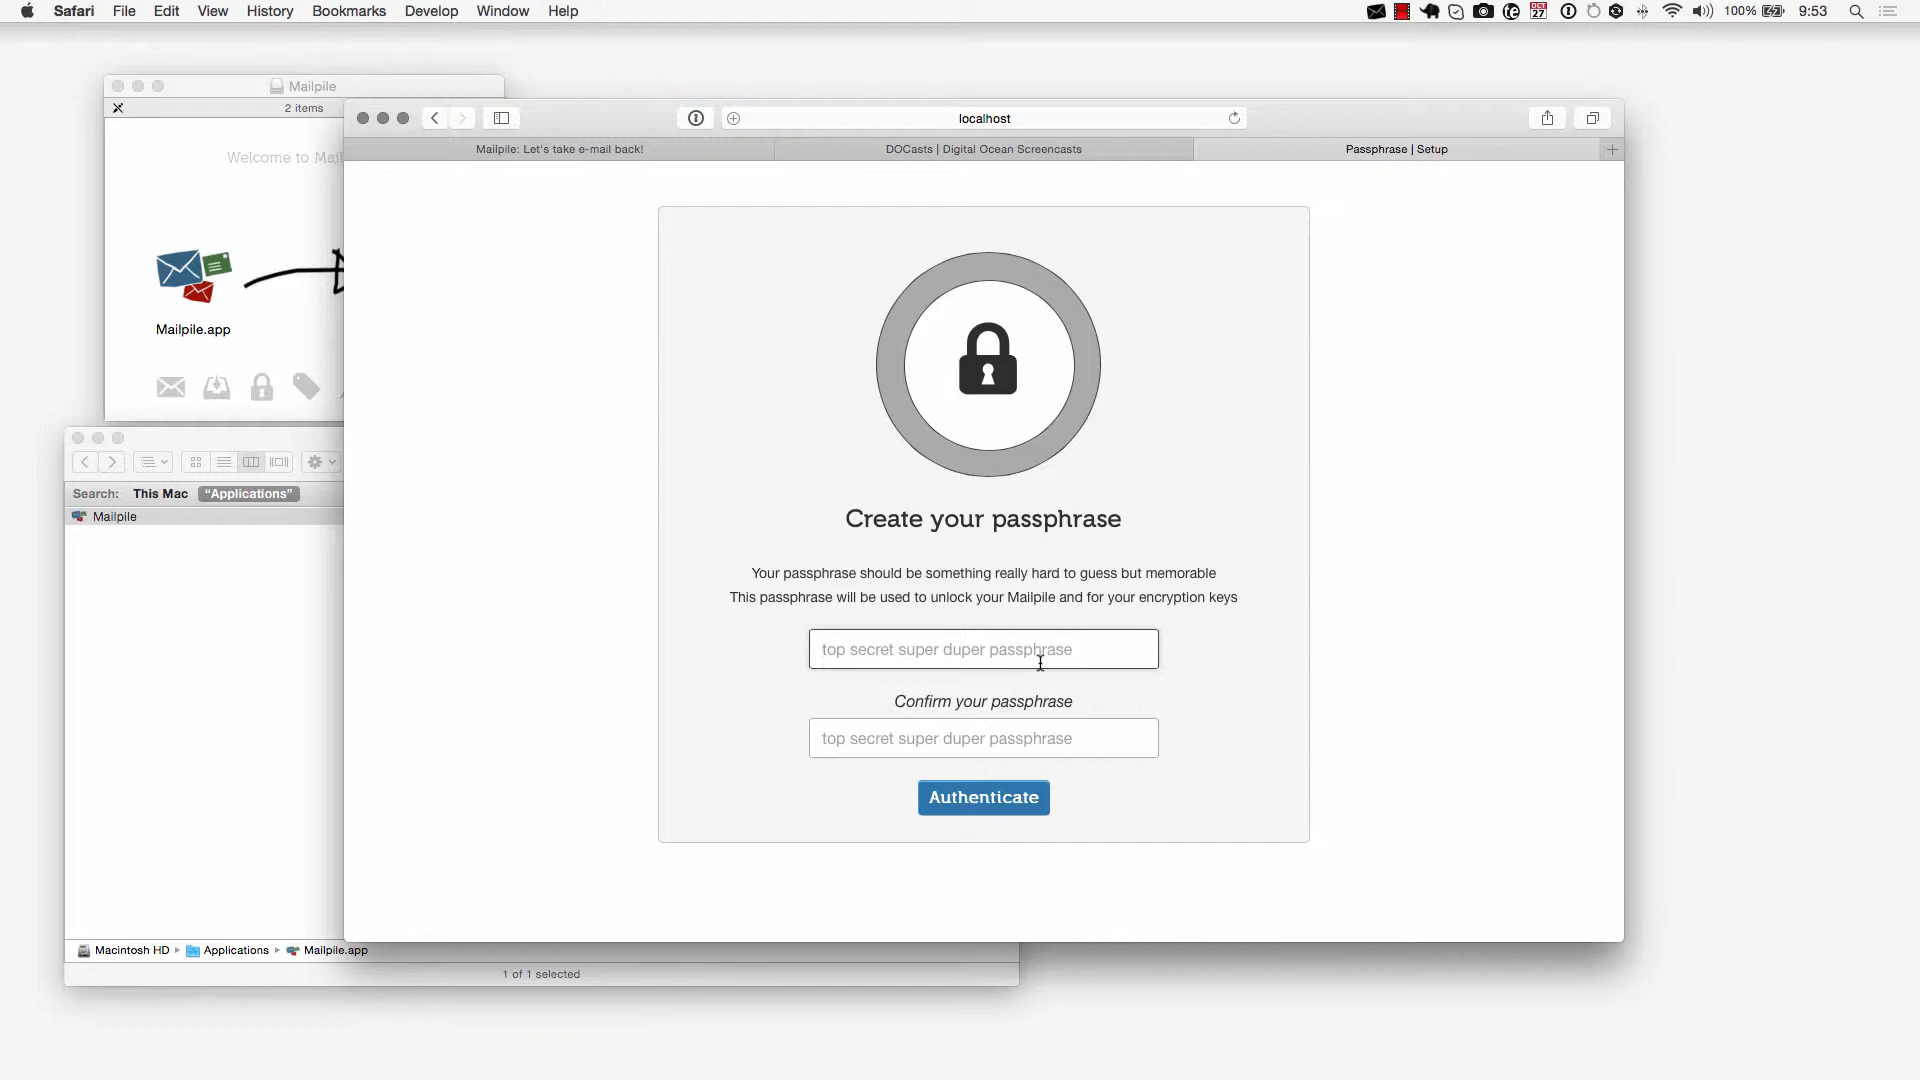 Safari File Edit View History Bookmarks Develop Window Help
OCT 27 100% 9:53
Mailpile
2 items
Welcome to Mail
Mailpile.app
localhost
Mailpile: Let's take e-mail back!
DOCasts | Digital Ocean Screencasts
Passphrase | Setup
Create your passphrase
Your passphrase should be something really hard to guess but memorable
This passphrase will be used to unlock your Mailpile and for your encryption keys
top secret super duper passphrase
Confirm your passphrase
top secret super duper passphrase
Authenticate
Search: This Mac “Applications”
Mailpile
Macintosh HD Applications Mailpile.app
1 of 1 selected